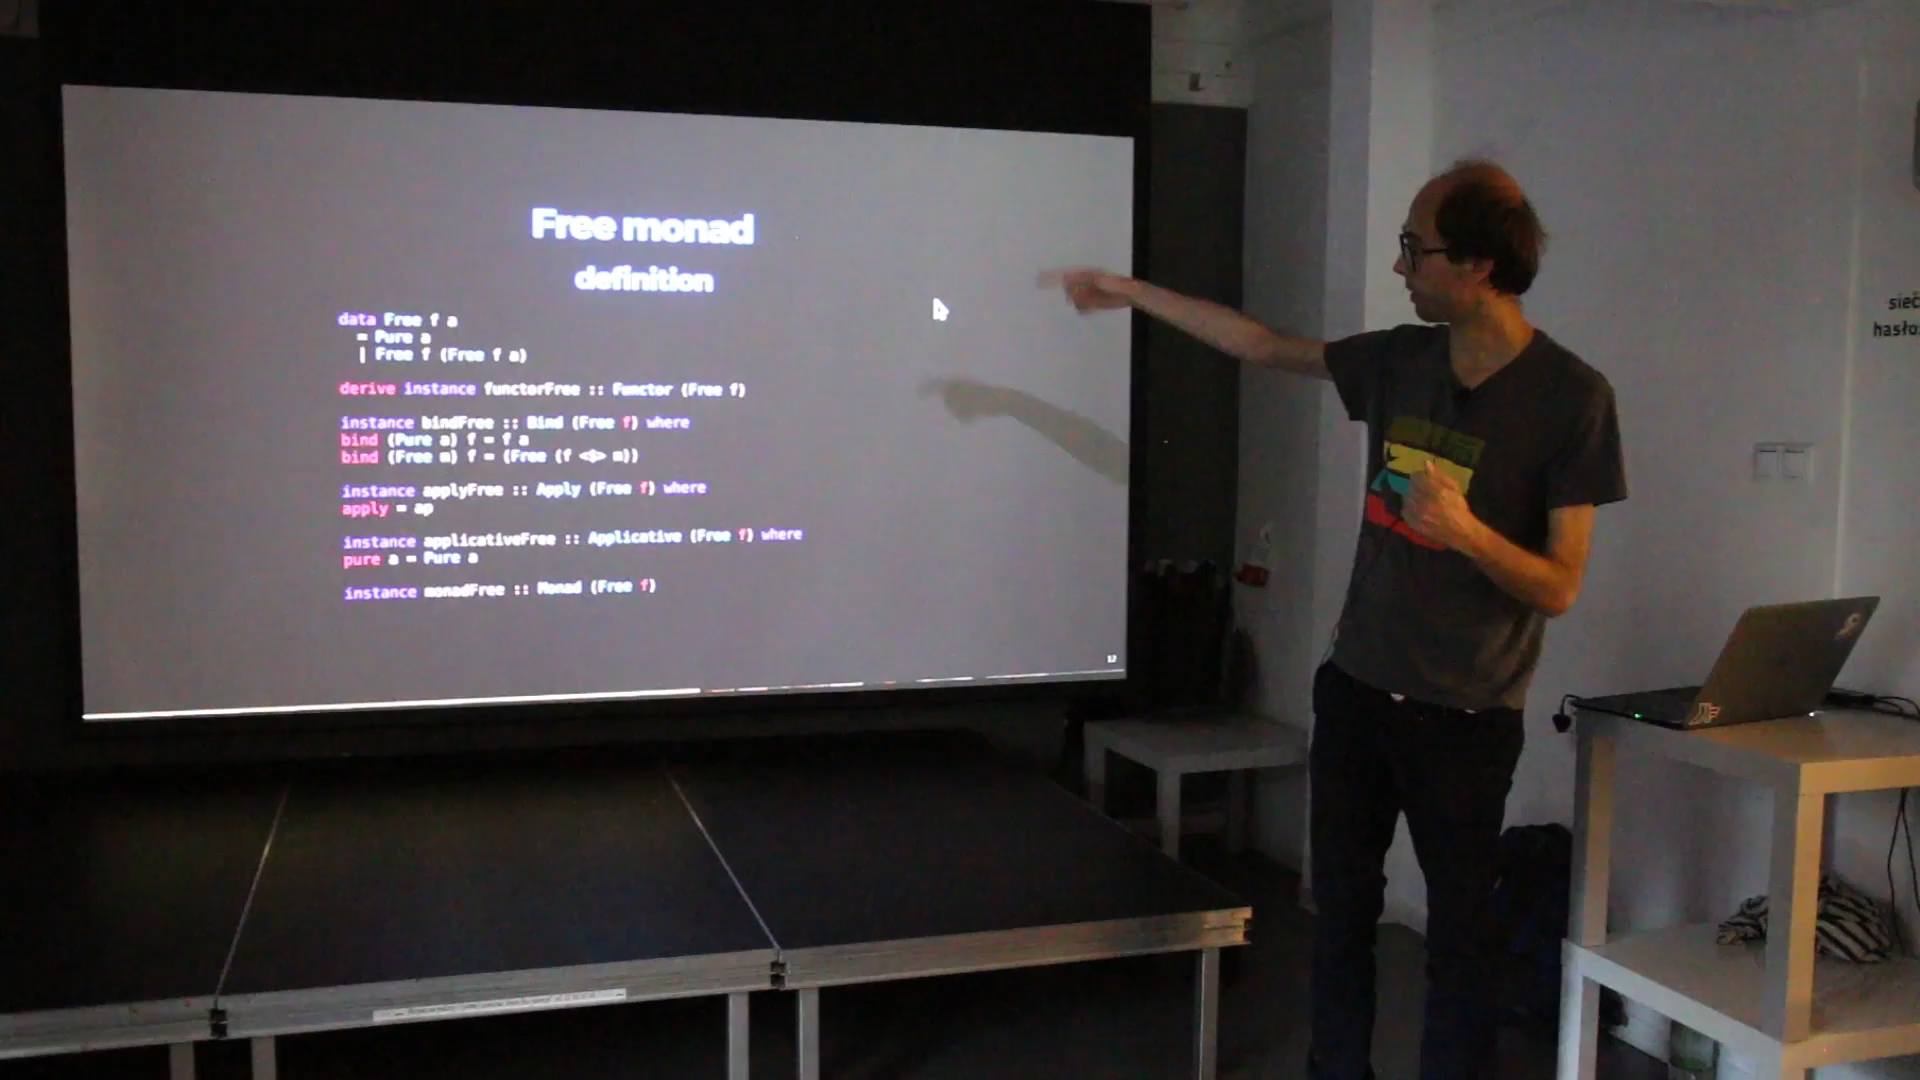 Free monad
definition
data Free f a
= Pure a
| Free f (Free f a)
derive instance functorFree :: Functor (Free f)
instance bindFree :: Bind (Free f) where
bind (Pure a) f = f a
bind (Free m) f = (Free (f <$> m))
instance applyFree :: Apply (Free f) where
apply = ap
instance applicativeFree :: Applicative (Free f) where
pure a = Pure a
instance monadFree :: Monad (Free f)
12